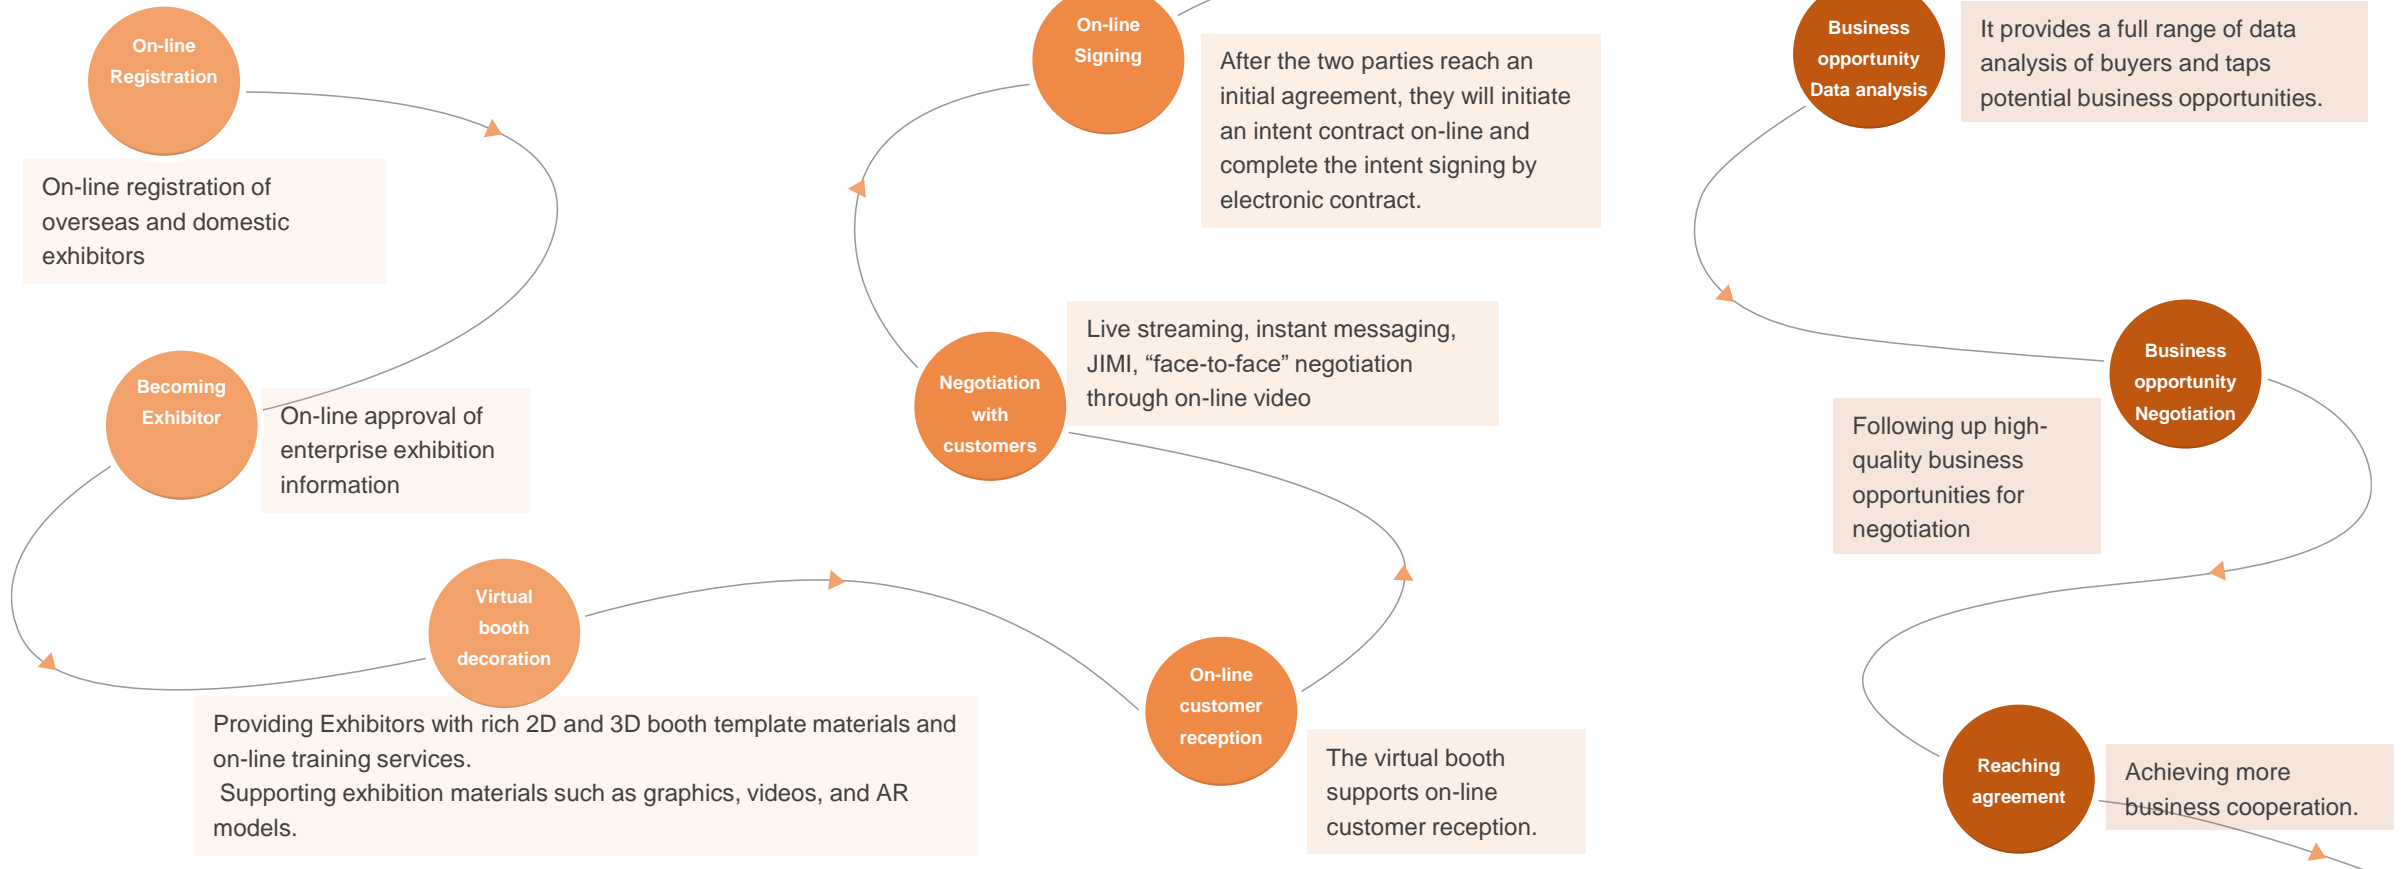 On-line
Registration
On-line registration of
overseas and domestic
exhibitors
Becoming
Exhibitor
On-line approval of
enterprise exhibition
information
Virtual
booth
decoration
Providing Exhibitors with rich 2D and 3D booth template materials and
on-line training services.
Supporting exhibition materials such as graphics, videos, and AR
models.
On-line
customer
reception
The virtual booth
supports on-line
customer reception.
Negotiation
with
customers
Live streaming, instant messaging,
JIMI, “face-to-face” negotiation
through on-line video
On-line
Signing
After the two parties reach an
initial agreement, they will initiate
an intent contract on-line and
complete the intent signing by
electronic contract.
Business
opportunity
Data analysis
It provides a full range of data
analysis of buyers and taps
potential business opportunities.
Business
opportunity
Negotiation
Following up high-
quality business
opportunities for
negotiation
Reaching
agreement
Achieving more
business cooperation.